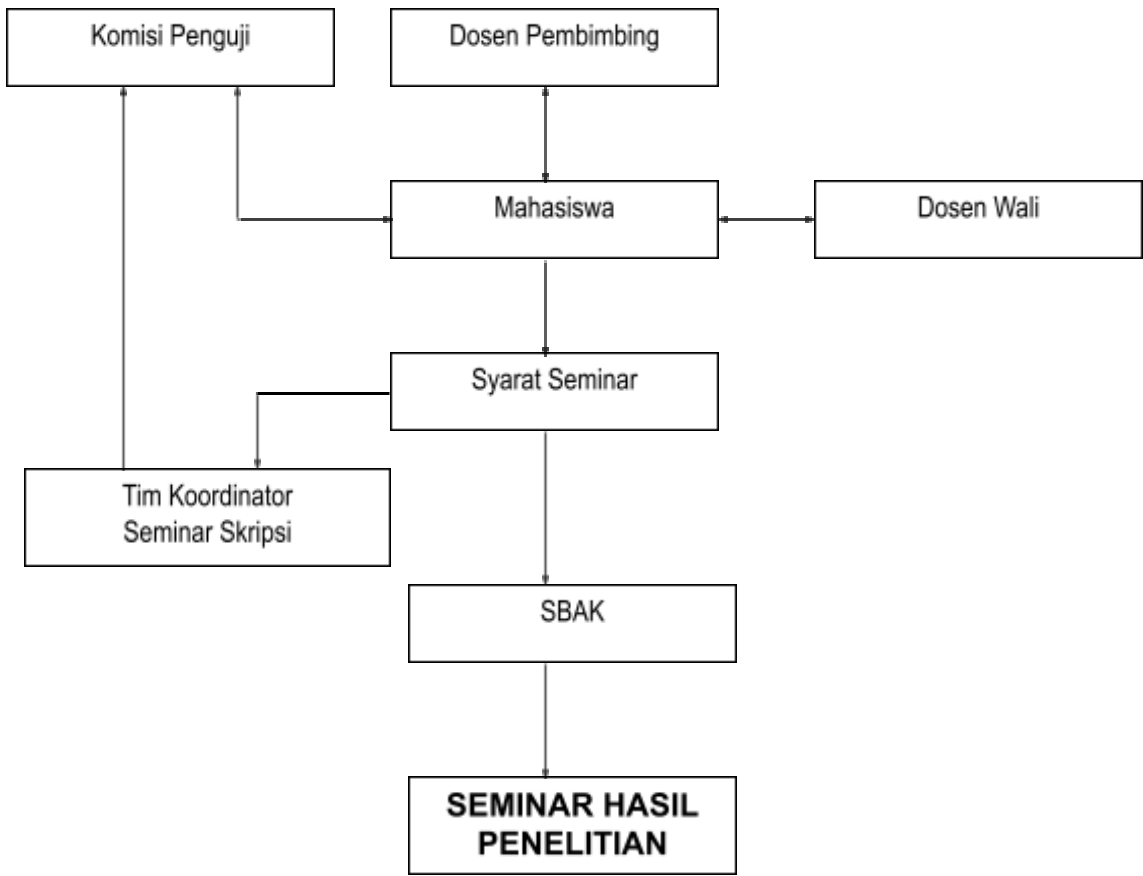 Komisi Penguji
Dosen Pembimbing
Mahasiswa
Dosen Wali
Syarat Seminar
Tim Koordinator
Seminar Skripsi
SBAK
SEMINAR HASIL
PENELITIAN